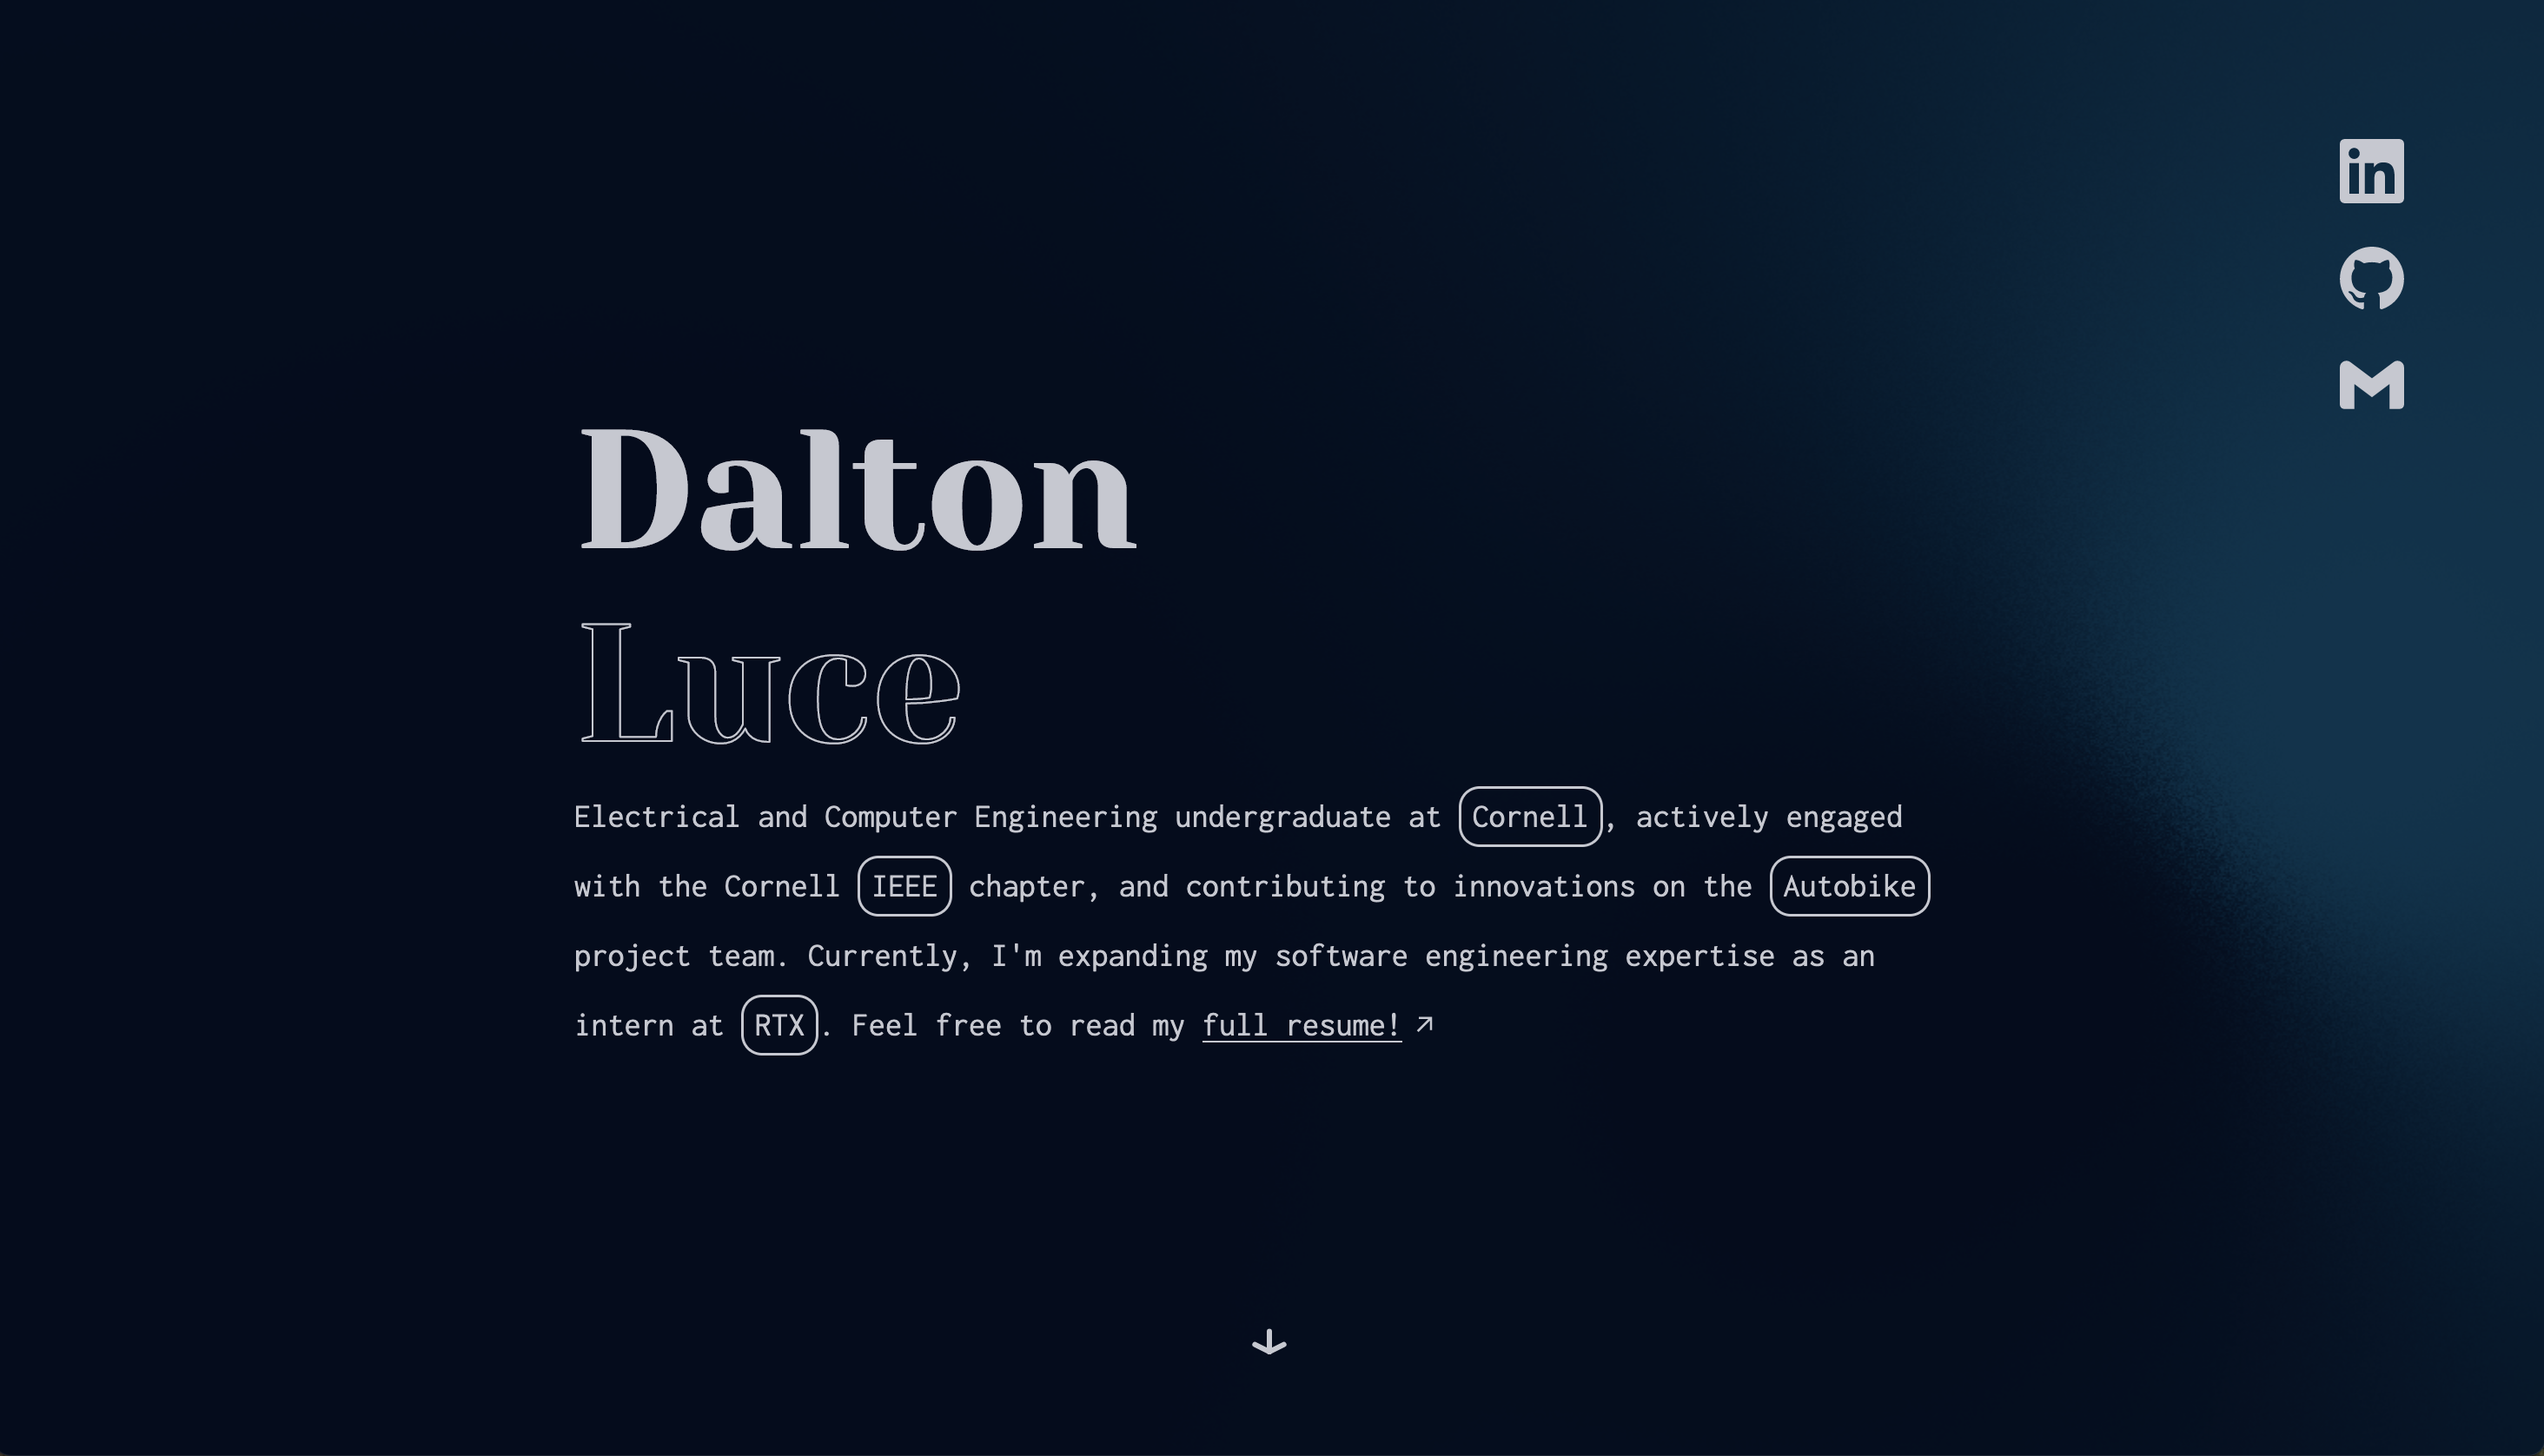 in
Dalton
Luce
Electrical and Computer Engineering undergraduate at Cornell, actively engaged
with the Cornell IEEE chapter, and contributing to innovations on the Autobike
project team. Currently, I'm expanding my software engineering expertise as an
intern at RTX. Feel free to read my full resume! ↗